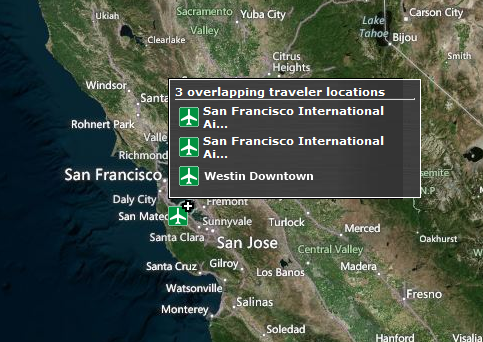 Ukiah
Sacramento
Valley
Yuba City
Lake
Tahoe
Carson City
Bijou
Clearlake
Citrus
Heights
Smith
Windsor
Santa
Rohnert Park
Valle
Richmond
3 overlapping traveler locations
San Francisco International
Ai...
San Francisco International
Ai...
Westin Downtown
semite
N.P
San Francisco
Daly City
Fremont
San Mateo
Sunnyvale
Turlock
Merced
Oakhurst
Santa Clara
San Jose
Central Valley
Santa Cruz
Gilroy
Los Banos
Madera
Watsonville
Fresno
Monterey
Salinas
Soledad
Hanford
Visalia